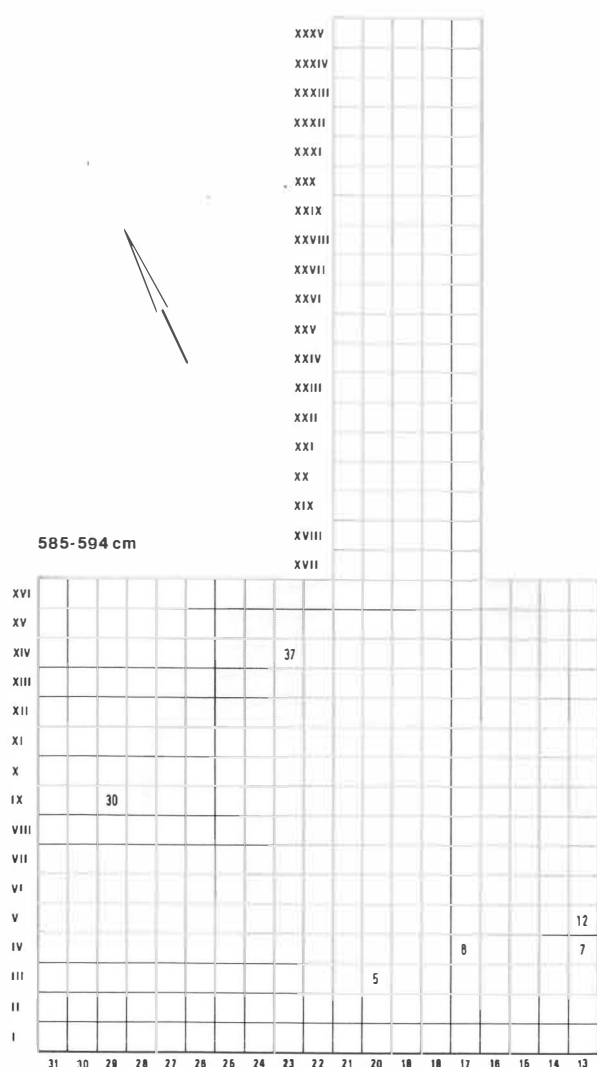 XXXV
XXXIV
XXXIII
XXXII
XXXI
XXX
XXIX
XXVIII
XXVII
XXVI
XXV
XXIV
XXIII
XXII
XXI
XX
XIX
585-594 cm
XVIII
XVII
XVI
XV
XIV 37
XIII
XII
XI
X
IX 30
VIII
VII
VI
V 12
IV 8 7
III 5
II
I
31 30 29 28 27 26 25 24 23 22 21 20 19 18 17 16 15 14 13